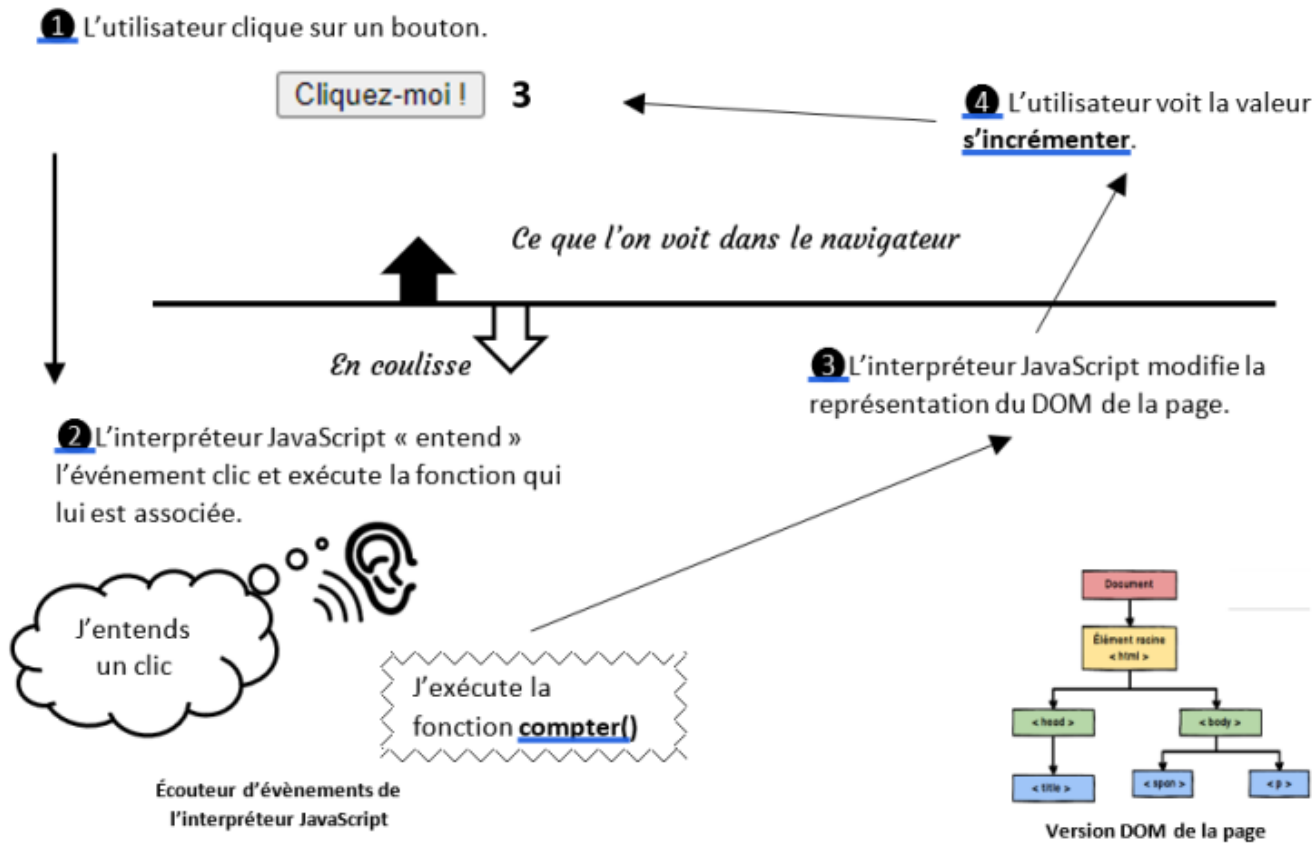 ❶ L’utilisateur clique sur un bouton.
Cliquez-moi ! 3
❹ L’utilisateur voit la valeur
s’incrémenter.
Ce que l’on voit dans le navigateur
En coulisse
❸ L’interpréteur JavaScript modifie la
représentation du DOM de la page.
❷ L’interpréteur JavaScript « entend »
l’événement clic et exécute la fonction qui
lui est associée.
J’entends
un clic
J’exécute la
fonction compter()
Écouteur d’évènements de
l’interpréteur JavaScript
Document
Élément racine
< html >
< head >
< body >
< title >
< span >
< p >
Version DOM de la page